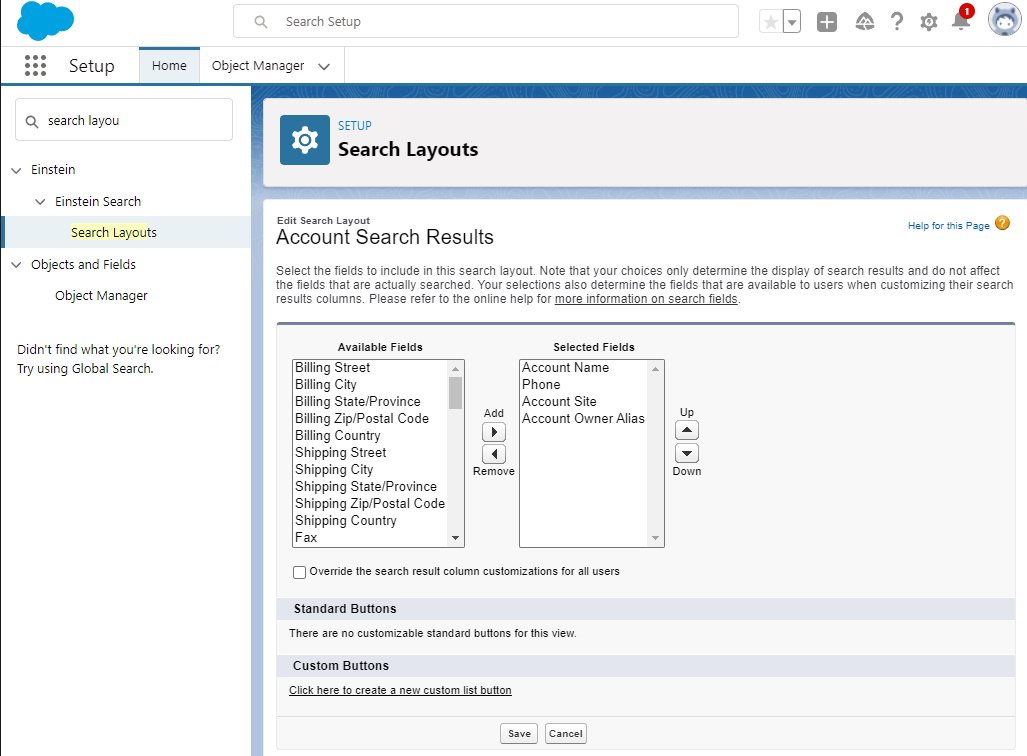 Search Setup
1
Setup
Home
Object Manager
search layou
Einstein
Einstein Search
Search Layouts
Objects and Fields
Object Manager
Didn't find what you're looking for?
Try using Global Search.
SETUP
Search Layouts
Edit Search Layout
Account Search Results
Help for this Page ?
Select the fields to include in this search layout. Note that your choices only determine the display of search results and do not affect
the fields that are actually searched. Your selections also determine the fields that are available to users when customizing their search
results columns. Please refer to the online help for more information on search fields.
Available Fields
Billing Street
Billing City
Billing State/Province
Billing Zip/Postal Code
Billing Country
Shipping Street
Shipping City
Shipping State/Province
Shipping Zip/Postal Code
Shipping Country
Fax
Add
Remove
Selected Fields
Account Name
Phone
Account Site
Account Owner Alias
Up
Down
Override the search result column customizations for all users
Standard Buttons
There are no customizable standard buttons for this view.
Custom Buttons
Click here to create a new custom list button
Save
Cancel